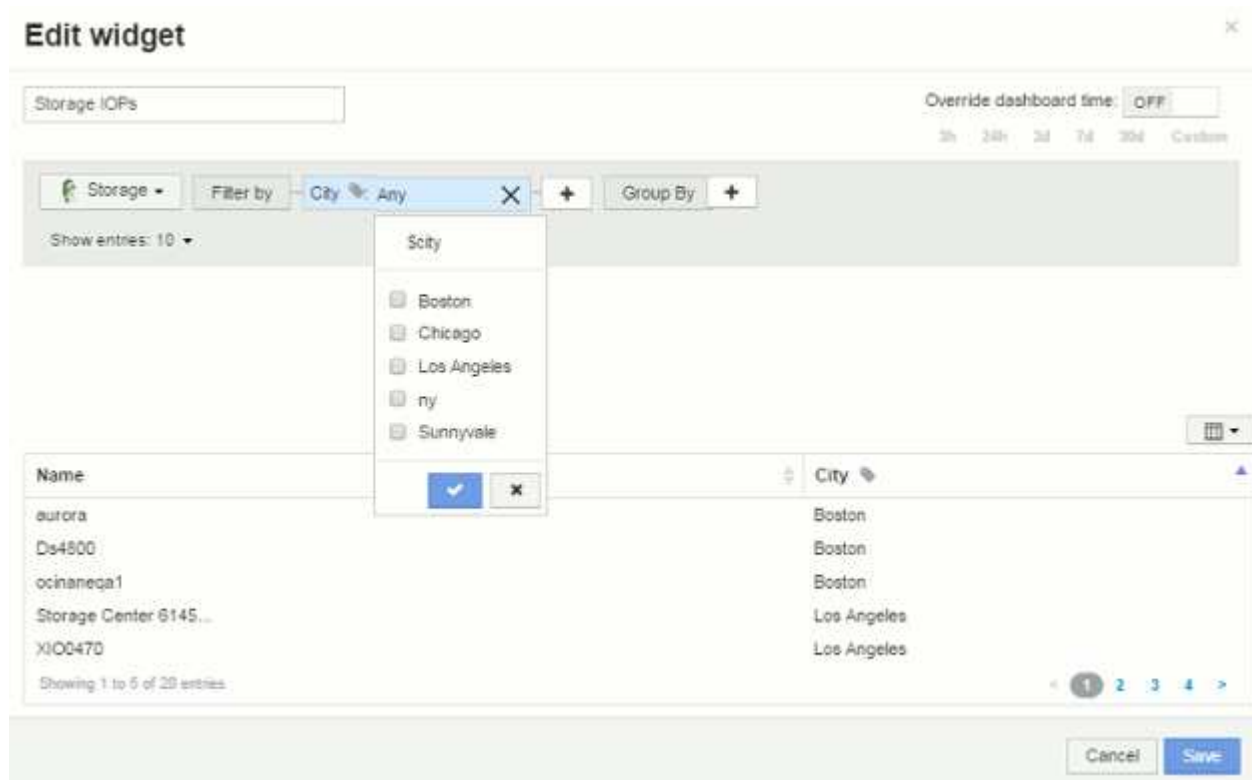 Edit widget
Storage IOPs
Override dashboard time: OFF
3h 24h 3d 7d 30d Custom
Storage Filter by City Any Group By
Show entries: 10
$city
Boston
Chicago
Los Angeles
ny
Sunnyvale
Name City
aurora Boston
Ds4800 Boston
ocinaneqa1 Boston
Storage Center 6145... Los Angeles
XIO0470 Los Angeles
Showing 1 to 5 of 20 entries
< 1 2 3 4 >
Cancel Save